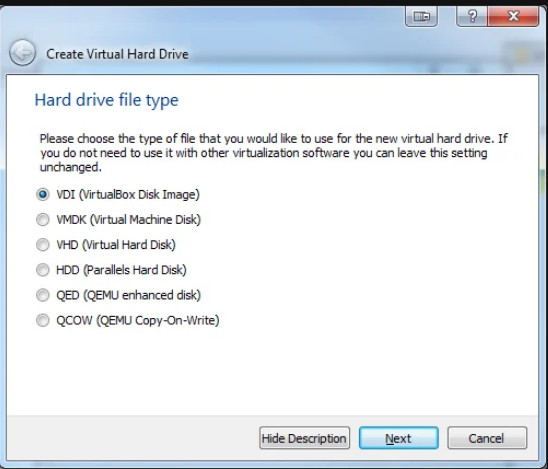 Create Virtual Hard Drive
Hard drive file type
Please choose the type of file that you would like to use for the new virtual hard drive. If
you do not need to use it with other virtualization software you can leave this setting
unchanged.
VDI (VirtualBox Disk Image)
VMDK (Virtual Machine Disk)
VHD (Virtual Hard Disk)
HDD (Parallels Hard Disk)
QED (QEMU enhanced disk)
QCOW (QEMU Copy-On-Write)
Hide Description Next Cancel